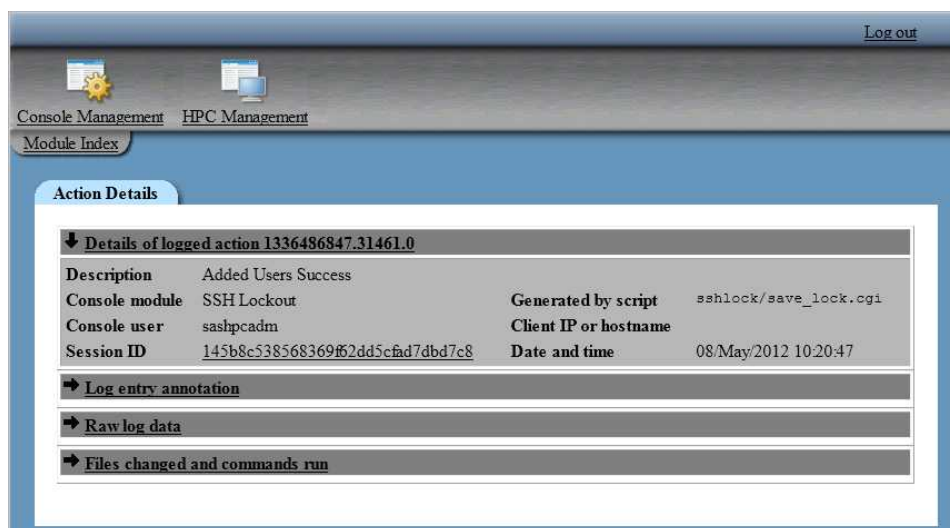 Log out
Console Management HPC Management
Module Index
Action Details
Details of logged action 1336486847.31461.0
Description Added Users Success
Console module SSH Lockout Generated by script sshlock/save_lock.cgi
Console user sashpcadm Client IP or hostname
Session ID 145b8c538568369f62dd5cfad7dbd7c8 Date and time 08/May/2012 10:20:47
Log entry annotation
Raw log data
Files changed and commands run